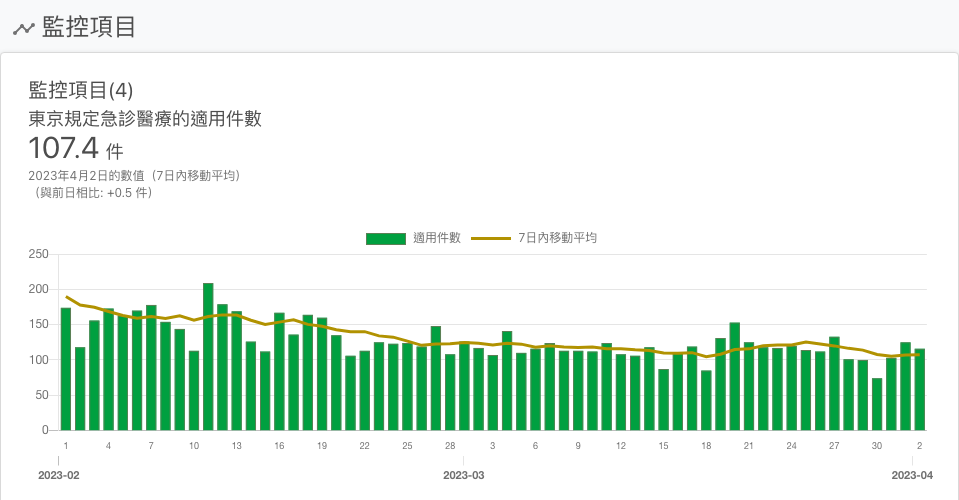 監控項目
監控項目(4)
東京規定急診醫療的適用件數
107.4 件
2023年4月2日的數值（7日內移動平均）
（與前日相比: +0.5 件）
適用件數 7日內移動平均
250
200
150
100
50
0
1 4 7 10 13 16 19 22 25 28 3 6 9 12 15 18 21 24 27 30 2
2023-02 2023-03 2023-04